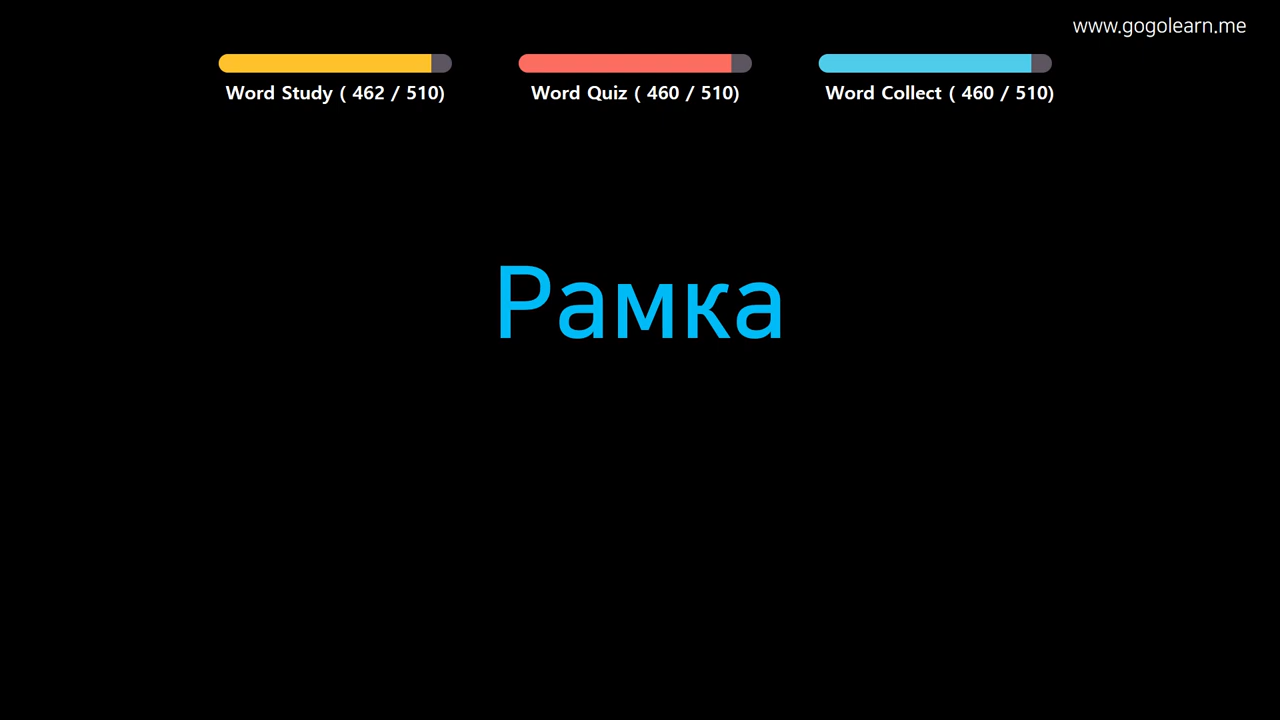 www.gogolearn.me
Word Study ( 462 / 510)
Word Quiz ( 460 / 510)
Word Collect ( 460 / 510)
Рамка